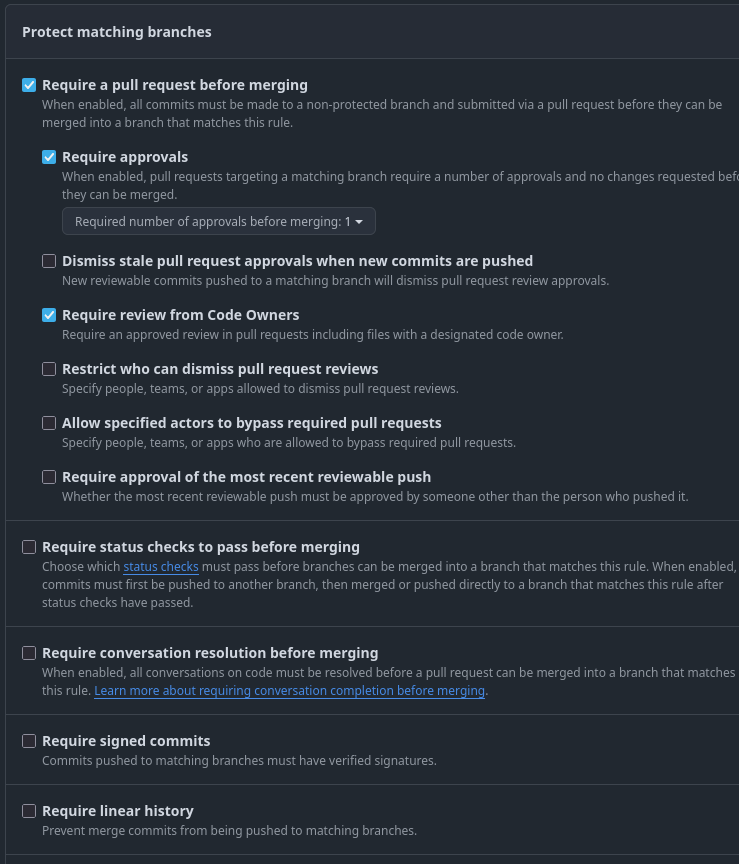 Protect matching branches
Require a pull request before merging
When enabled, all commits must be made to a non-protected branch and submitted via a pull request before they can be
merged into a branch that matches this rule.
Require approvals
When enabled, pull requests targeting a matching branch require a number of approvals and no changes requested
they can be merged.
Required number of approvals before merging: 1
Dismiss stale pull request approvals when new commits are pushed
New reviewable commits pushed to a matching branch will dismiss pull request review approvals.
Require review from Code Owners
Require an approved review in pull requests including files with a designated code owner.
Restrict who can dismiss pull request reviews
Specify people, teams, or apps allowed to dismiss pull request reviews.
Allow specified actors to bypass required pull requests
Specify people, teams, or apps who are allowed to bypass required pull requests.
Require approval of the most recent reviewable push
Whether the most recent reviewable push must be approved by someone other than the person who pushed it.
Require status checks to pass before merging
Choose which status checks must pass before branches can be merged into a branch that matches this rule. When enabled,
commits must first be pushed to another branch, then merged or pushed directly to a branch that matches this rule after
status checks have passed.
Require conversation resolution before merging
When enabled, all conversations on code must be resolved before a pull request can be merged into a branch that matches
this rule. Learn more about requiring conversation completion before merging.
Require signed commits
Commits pushed to matching branches must have verified signatures.
Require linear history
Prevent merge commits from being pushed to matching branches.